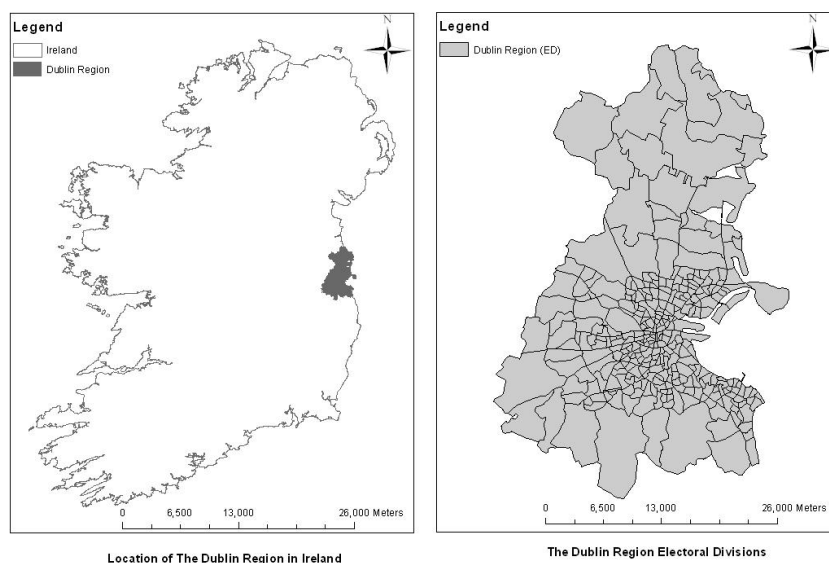 Legend
Ireland
Dublin Region
N
0 6,500 13,000 26,000 Meters
Location of The Dublin Region in Ireland
Legend
Dublin Region (ED)
N
0 6,500 13,000 26,000 Meters
The Dublin Region Electoral Divisions